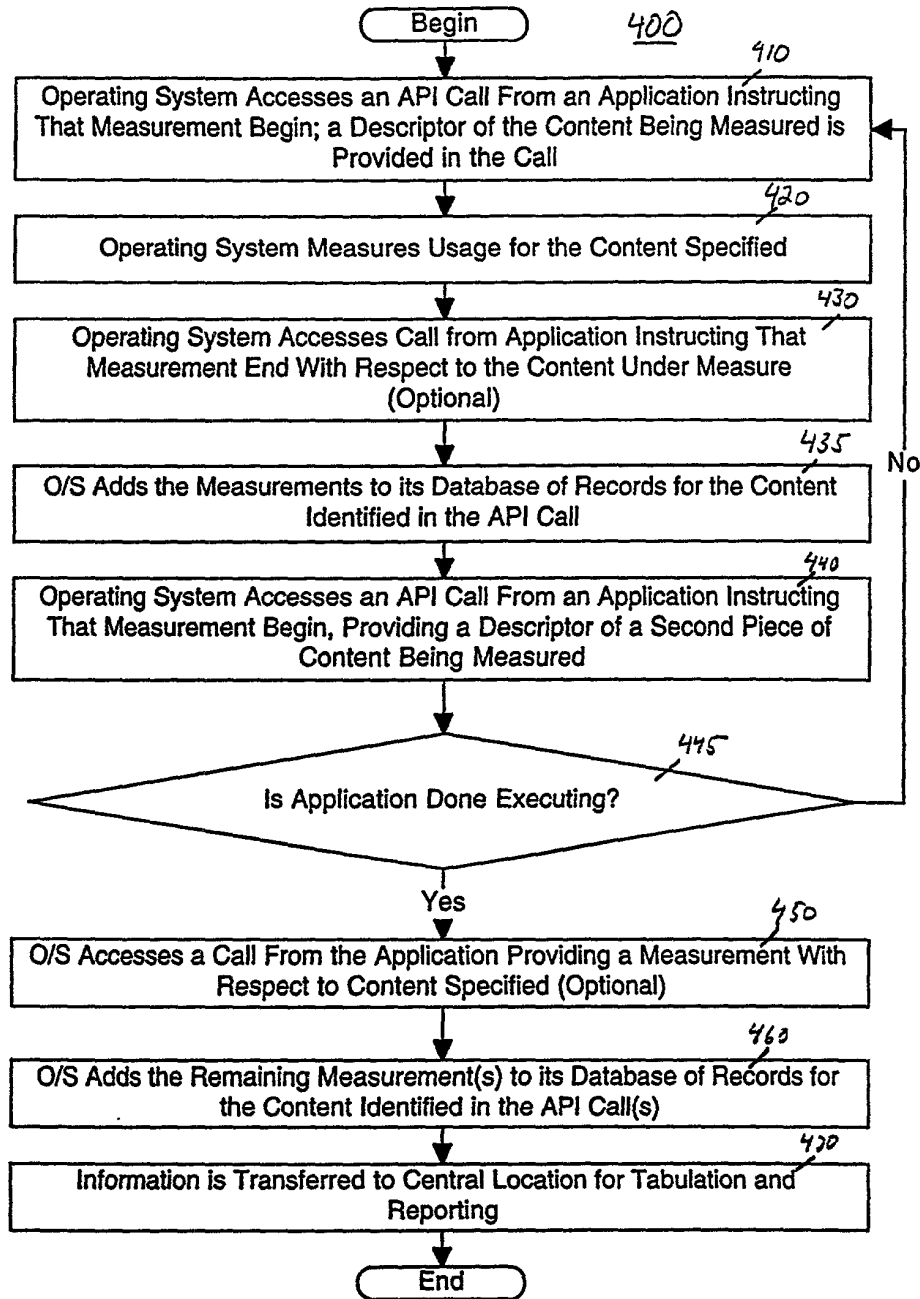 Begin
400
410
Operating System Accesses an API Call From an Application Instructing
That Measurement Begin; a Descriptor of the Content Being Measured is
Provided in the Call
420
Operating System Measures Usage for the Content Specified
430
Operating System Accesses Call from Application Instructing That
Measurement End With Respect to the Content Under Measure
(Optional)
435
No
O/S Adds the Measurements to its Database of Records for the Content
Identified in the API Call
440
Operating System Accesses an API Call From an Application Instructing
That Measurement Begin, Providing a Descriptor of a Second Piece of
Content Being Measured
445
Is Application Done Executing?
Yes
450
O/S Accesses a Call From the Application Providing a Measurement With
Respect to Content Specified (Optional)
460
O/S Adds the Remaining Measurement(s) to its Database of Records for
the Content Identified in the API Call(s)
470
Information is Transferred to Central Location for Tabulation and
Reporting
End